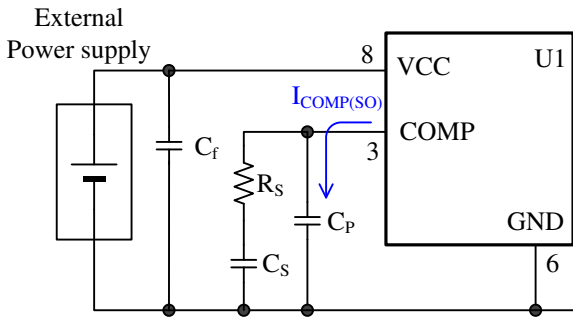 External
Power supply
8
VCC
U1
I_COMP(SO)
COMP
3
C_f
R_S
C_P
GND
C_S
6